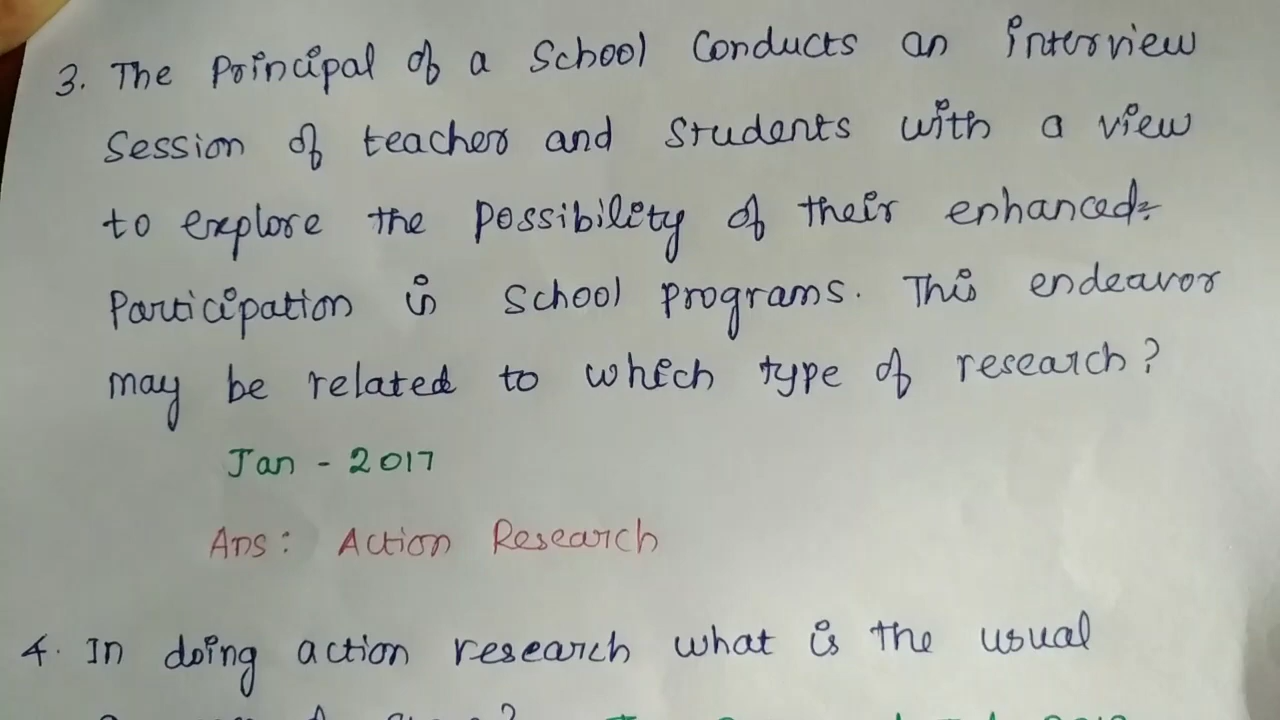 3. The Principal of a School Conducts an interview
Session of teacher and Students with a view
to explore the Possibility of their enhanced-
Participation in School programs. This endeavor
may be related to which type of research?
Jan - 2017
Ans: Action Research
4. In doing action research what is the usual